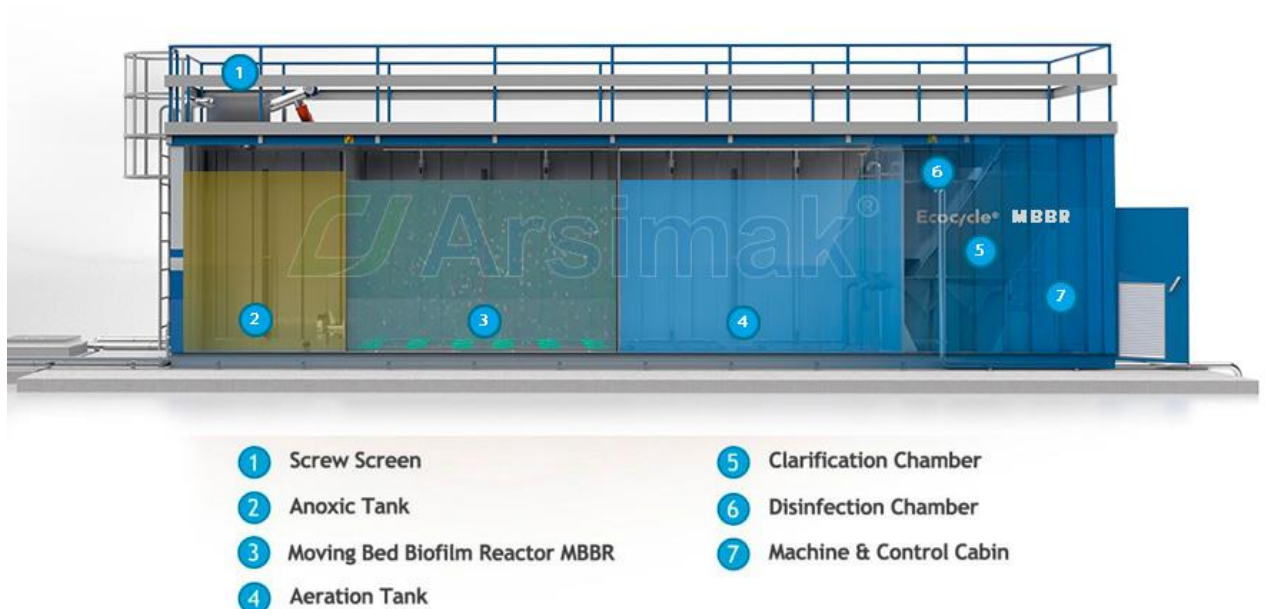 1
6
Arsimak®
Ecocycle® MBBR
5
7
2
3
4
1 Screw Screen
2 Anoxic Tank
3 Moving Bed Biofilm Reactor MBBR
4 Aeration Tank
5 Clarification Chamber
6 Disinfection Chamber
7 Machine & Control Cabin